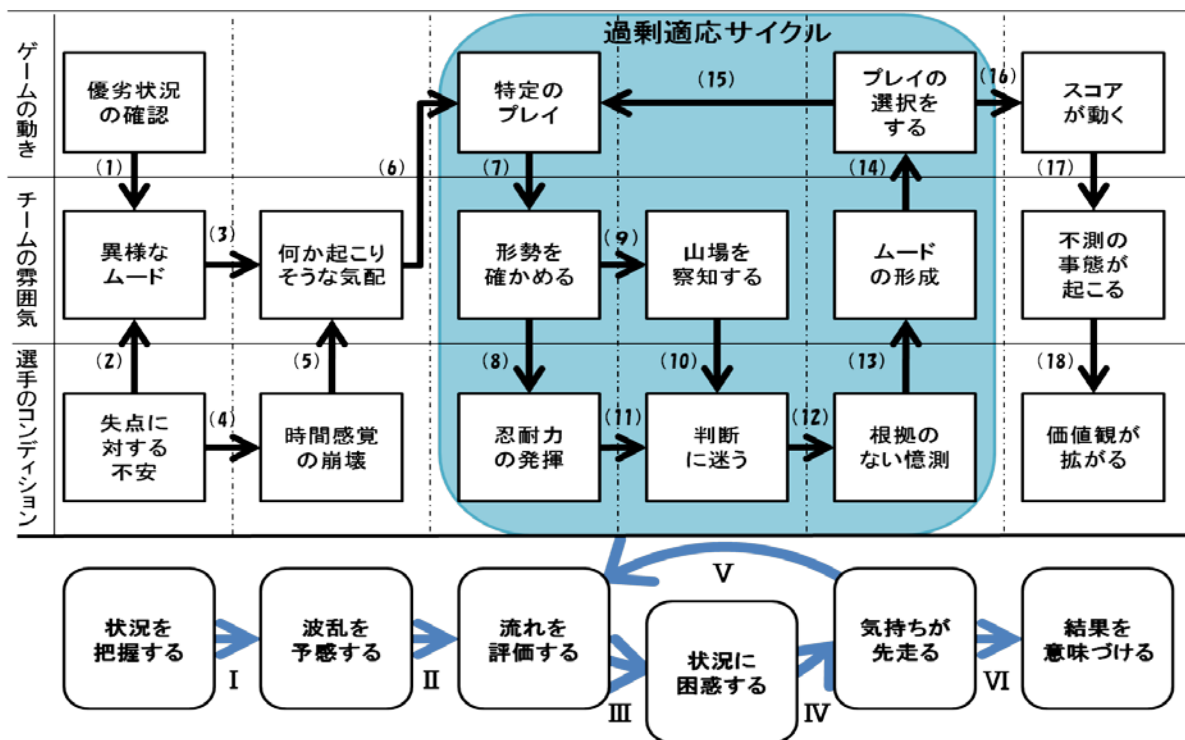 過剰適応サイクル
ゲームの動き
優劣状況
の確認
特定の
プレイ
(15)
プレイの
選択を
する
(16)
スコア
が動く
(1)
(6)
(7)
(14)
(17)
チームの雰囲気
異様な
ムード
(3)
何か起こり
そうな気配
形勢を
確かめる
(9)
山場を
察知する
ムード
の形成
不測の
事態が
起こる
(2)
(5)
(8)
(10)
(13)
(18)
選手のコンディション
失点に
対する
不安
(4)
時間感覚
の崩壊
忍耐力
の発揮
(11)
判断
に迷う
(12)
根拠の
ない憶測
価値観が
拡がる
状況を
把握する
I
波乱を
予感する
II
流れを
評価する
III
状況に
困惑する
IV
V
気持ちが
先走る
VI
結果を
意味づける